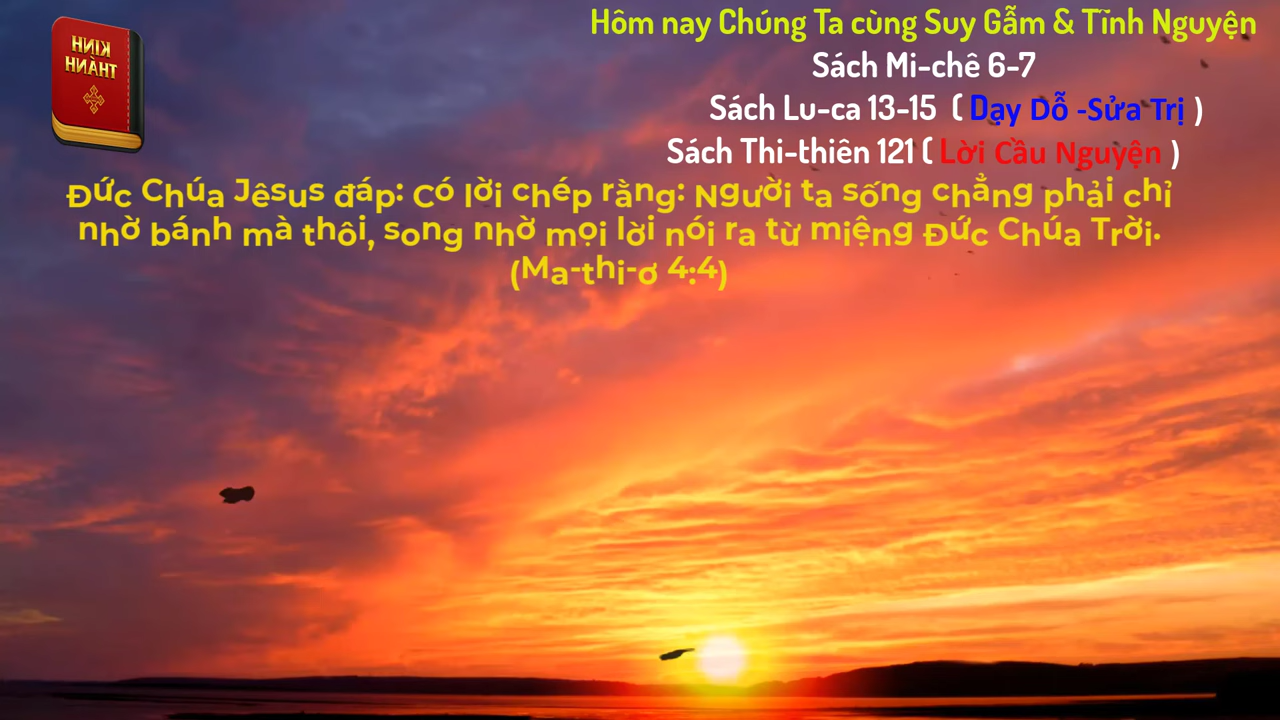 KINH
THÁNH
Hôm nay Chúng Ta cùng Suy Gẫm & Tĩnh Nguyện
Sách Mi-chê 6-7
Sách Lu-ca 13-15 ( Dạy Dỗ -Sửa Trị )
Sách Thi-thiên 121 ( Lời Cầu Nguyện )
Đức Chúa Jêsus đáp: Có lời chép rằng: Người ta sống chẳng phải chỉ
nhờ bánh mà thôi, song nhờ mọi lời nói ra từ miệng Đức Chúa Trời.
(Ma-thi-ơ 4:4)